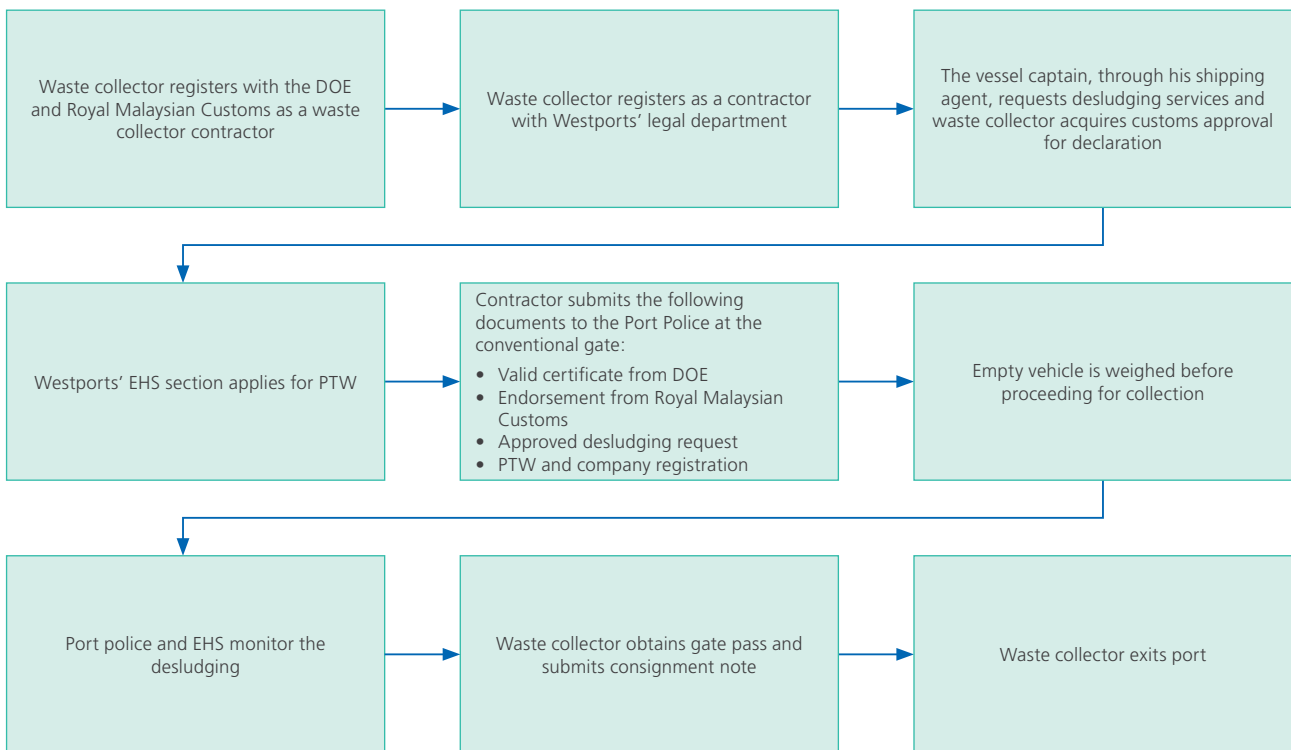 Waste collector registers with the DOE
and Royal Malaysian Customs as a waste
collector contractor
Waste collector registers as a contractor
with Westports’ legal department
The vessel captain, through his shipping
agent, requests desludging services and
waste collector acquires customs approval
for declaration
Westports’ EHS section applies for PTW
Contractor submits the following
documents to the Port Police at the
conventional gate:
• Valid certificate from DOE
• Endorsement from Royal Malaysian
Customs
• Approved desludging request
• PTW and company registration
Empty vehicle is weighed before
proceeding for collection
Port police and EHS monitor the
desludging
Waste collector obtains gate pass and
submits consignment note
Waste collector exits port